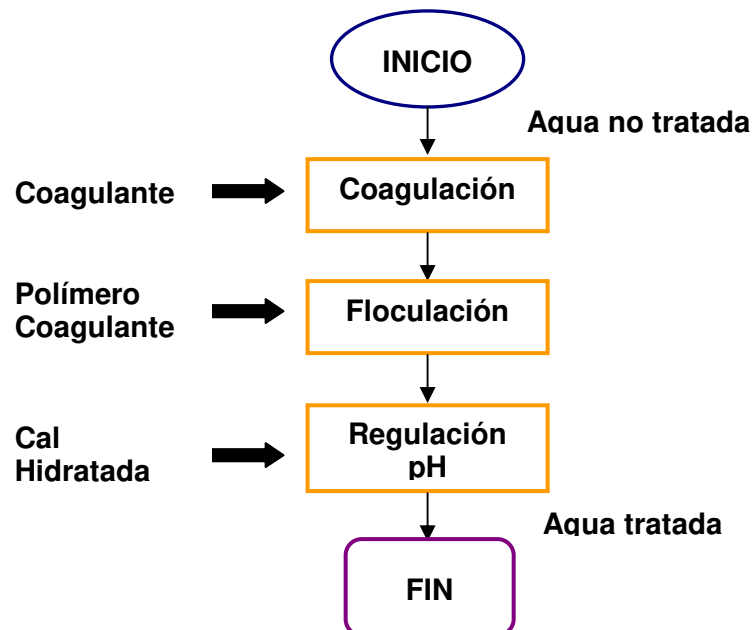 INICIO
Agua no tratada
Coagulante
Coagulación
Polímero
Coagulante
Floculación
Cal
Hidratada
Regulación
pH
Agua tratada
FIN